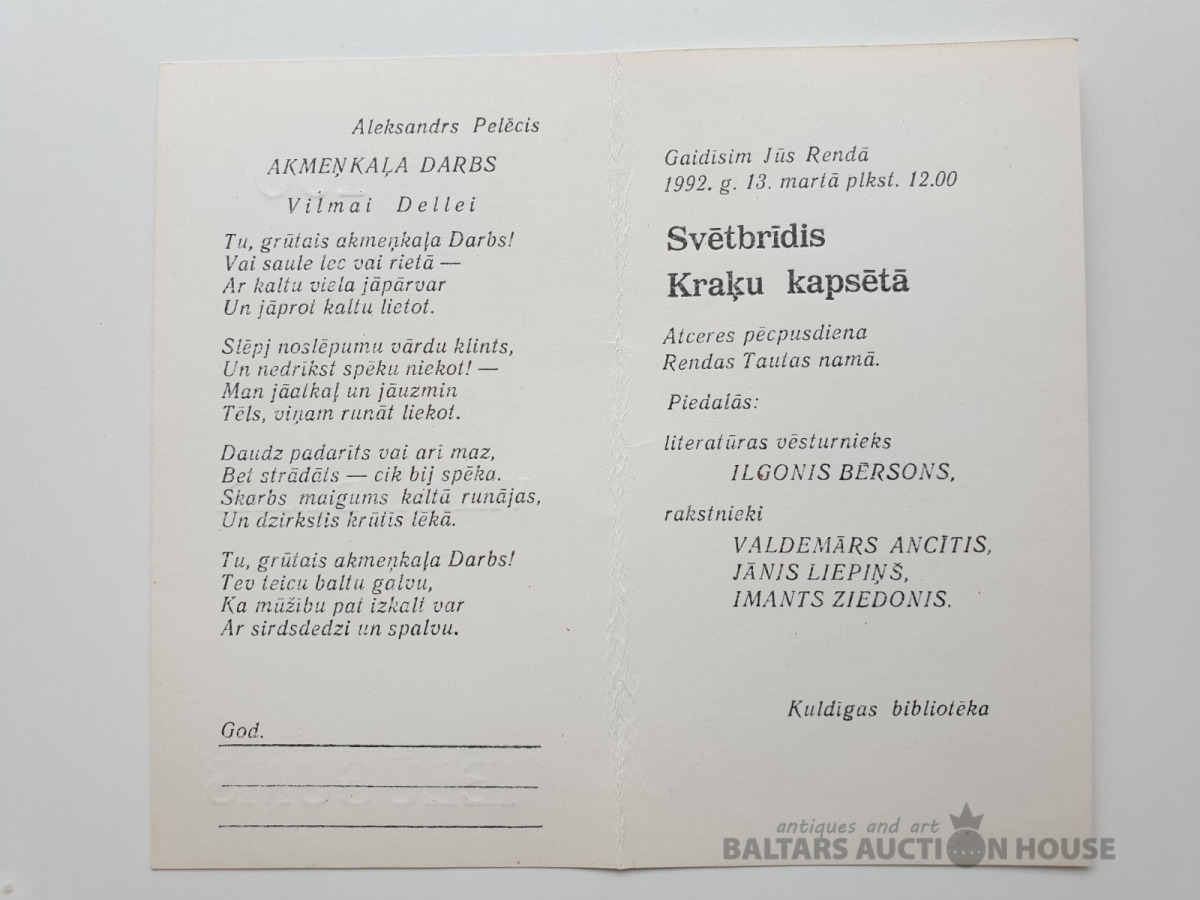 Aleksandrs Pelēcis
AKMEŅKAĻA DARBS
Vilmai Dellei
Tu, grūtais akmeņkaļa Darbs!
Vai saule lec vai rietā —
Ar kaltu viela jāpārvar
Un jāprot kaltu lietot.
Slēpj noslēpumu vārdu klints,
Un nedrīkst spēku niekot! —
Man jāatkaļ un jāuzmin
Tēls, viņam runāt liekot.
Daudz padarīts vai arī maz,
Bet strādāts — cik bij spēka.
Skarbs maigums kaltā runājas,
Un dzirkstis krūtīs lēkā.
Tu, grūtais akmeņkaļa Darbs!
Tev teicu baltu galvu,
Ka mūžību pat izkalt var
Ar sirdsdedzi un spalvu.
God.
Gaidīsim Jūs Rendā
1992. g. 13. martā plkst. 12.00
Svētbrīdis
Kraķu kapsētā
Atceres pēcpusdiena
Rendas Tautas namā.
Piedalās:
literatūras vēsturnieks
ILGONIS BĒRSONS,
rakstnieki
VALDEMĀRS ANCĪTIS,
JĀNIS LIEPIŅŠ,
IMANTS ZIEDONIS.
Kuldīgas bibliotēka
antiques and art
BALTARS AUCTION HOUSE